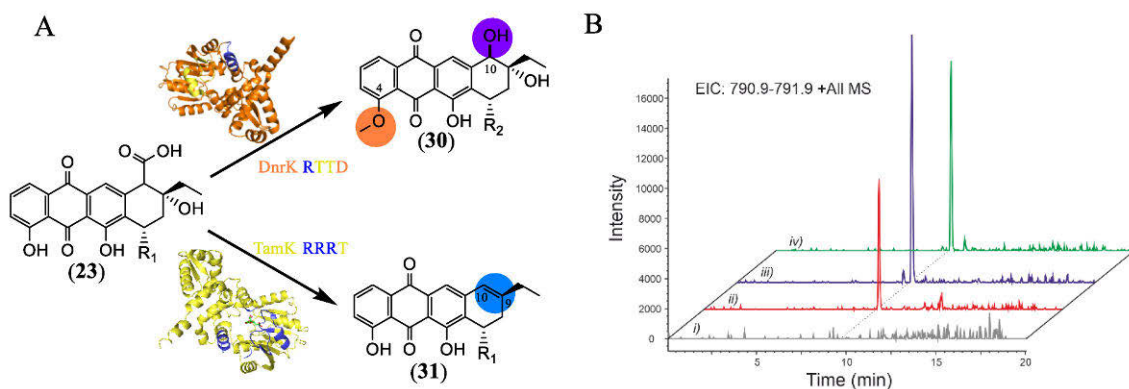 A
B
OH
O
10
OH
4
O
O
OH
R2
(30)
DnrK RTTD
O
OH
O
OH
OH
O
OH
R1
(23)
TamK RRRT
O
10
9
OH
O
OH
R1
(31)
EIC: 790.9-791.9 +All MS
Intensity
16000
14000
12000
10000
8000
6000
4000
2000
0
iv)
iii)
ii)
i)
5
10
15
20
Time (min)